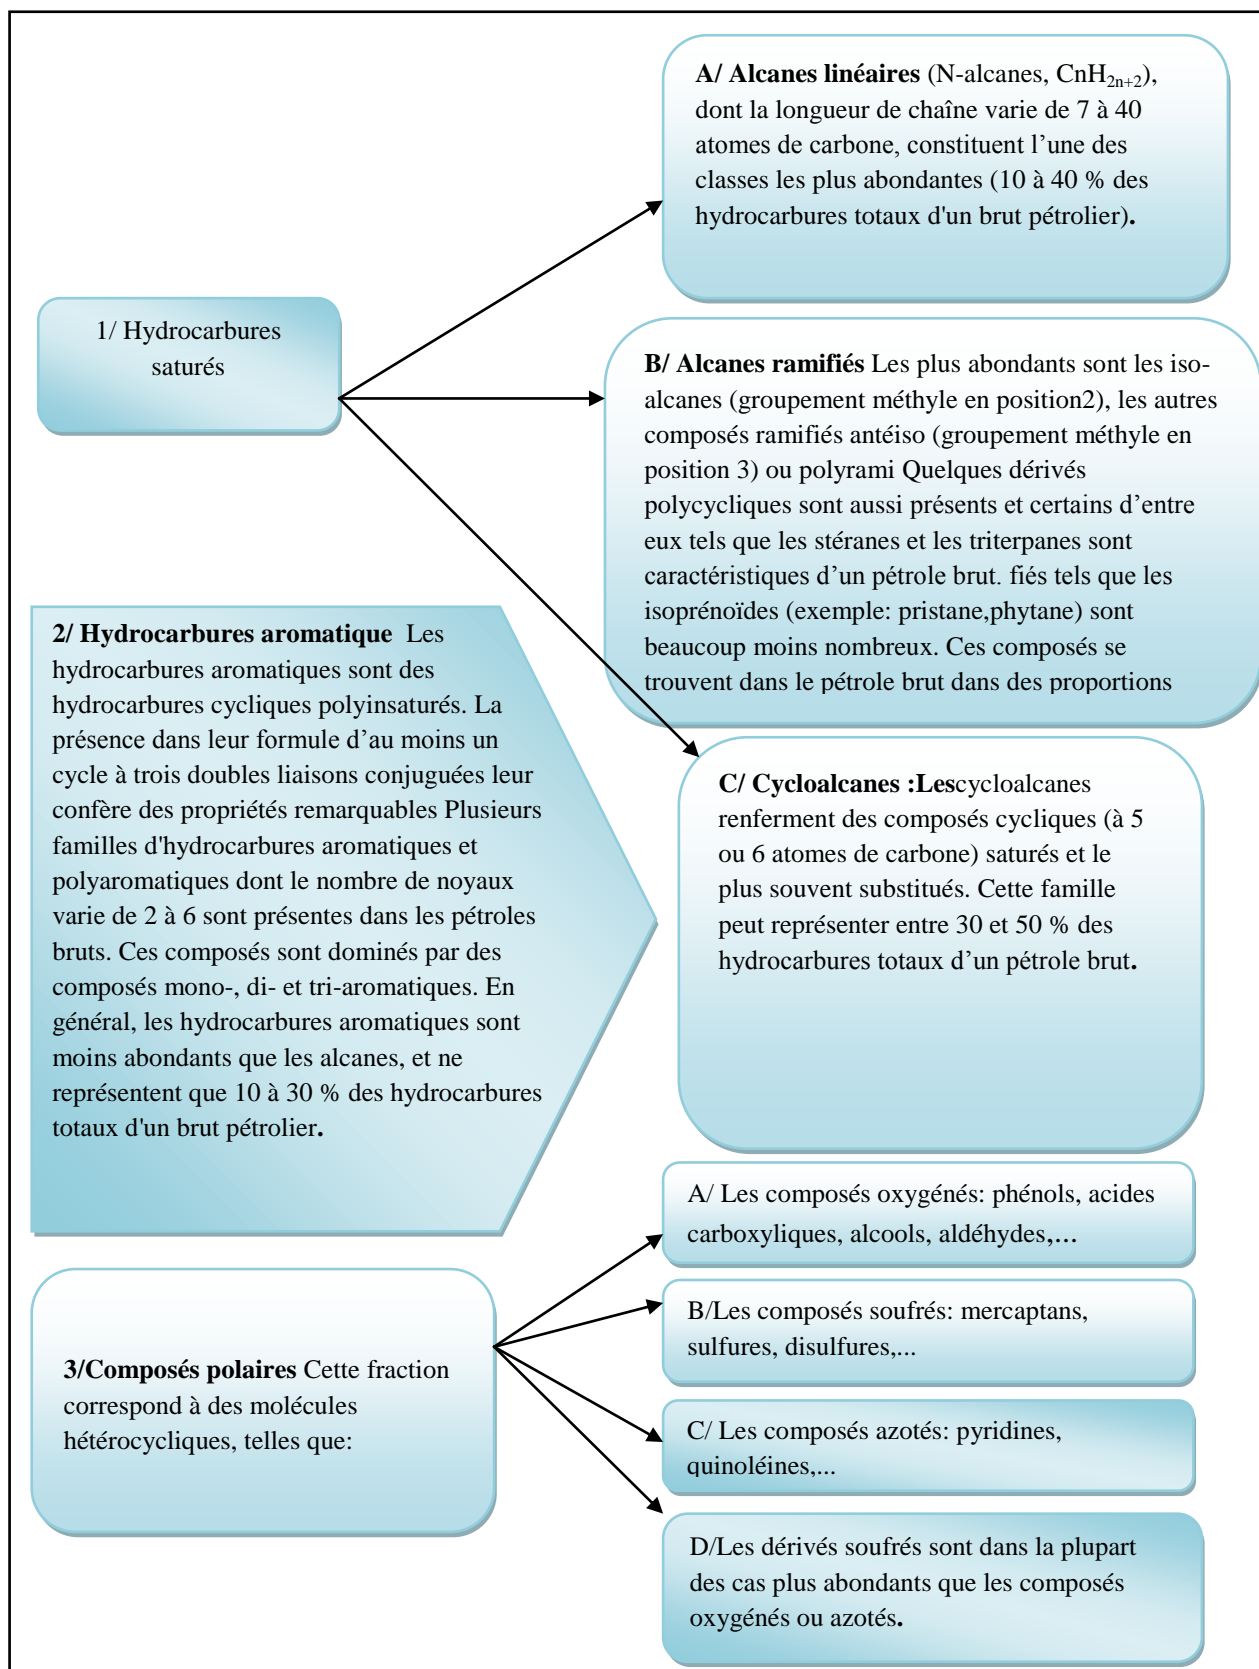 A/ Alcanes linéaires (N-alcanes, CnH2n+2),
dont la longueur de chaîne varie de 7 à 40
atomes de carbone, constituent l’une des
classes les plus abondantes (10 à 40 % des
hydrocarbures totaux d'un brut pétrolier).
1/ Hydrocarbures
saturés
B/ Alcanes ramifiés Les plus abondants sont les iso-
alcanes (groupement méthyle en position2), les autres
composés ramifiés antéiso (groupement méthyle en
position 3) ou polyrami Quelques dérivés
polycycliques sont aussi présents et certains d’entre
eux tels que les stéranes et les triterpanes sont
caractéristiques d’un pétrole brut. fiés tels que les
isoprénoïdes (exemple: pristane,phytane) sont
beaucoup moins nombreux. Ces composés se
trouvent dans le pétrole brut dans des proportions
2/ Hydrocarbures aromatique Les
hydrocarbures aromatiques sont des
hydrocarbures cycliques polyinsaturés. La
présence dans leur formule d’au moins un
cycle à trois doubles liaisons conjuguées leur
confère des propriétés remarquables Plusieurs
familles d'hydrocarbures aromatiques et
polyaromatiques dont le nombre de noyaux
varie de 2 à 6 sont présentes dans les pétroles
bruts. Ces composés sont dominés par des
composés mono-, di- et tri-aromatiques. En
général, les hydrocarbures aromatiques sont
moins abondants que les alcanes, et ne
représentent que 10 à 30 % des hydrocarbures
totaux d'un brut pétrolier.
C/ Cycloalcanes :Lescycloalcanes
renferment des composés cycliques (à 5
ou 6 atomes de carbone) saturés et le
plus souvent substitués. Cette famille
peut représenter entre 30 et 50 % des
hydrocarbures totaux d’un pétrole brut.
3/Composés polaires Cette fraction
correspond à des molécules
hétérocycliques, telles que:
A/ Les composés oxygénés: phénols, acides
carboxyliques, alcools, aldéhydes,...
B/Les composés soufrés: mercaptans,
sulfures, disulfures,...
C/ Les composés azotés: pyridines,
quinoléines,...
D/Les dérivés soufrés sont dans la plupart
des cas plus abondants que les composés
oxygénés ou azotés.